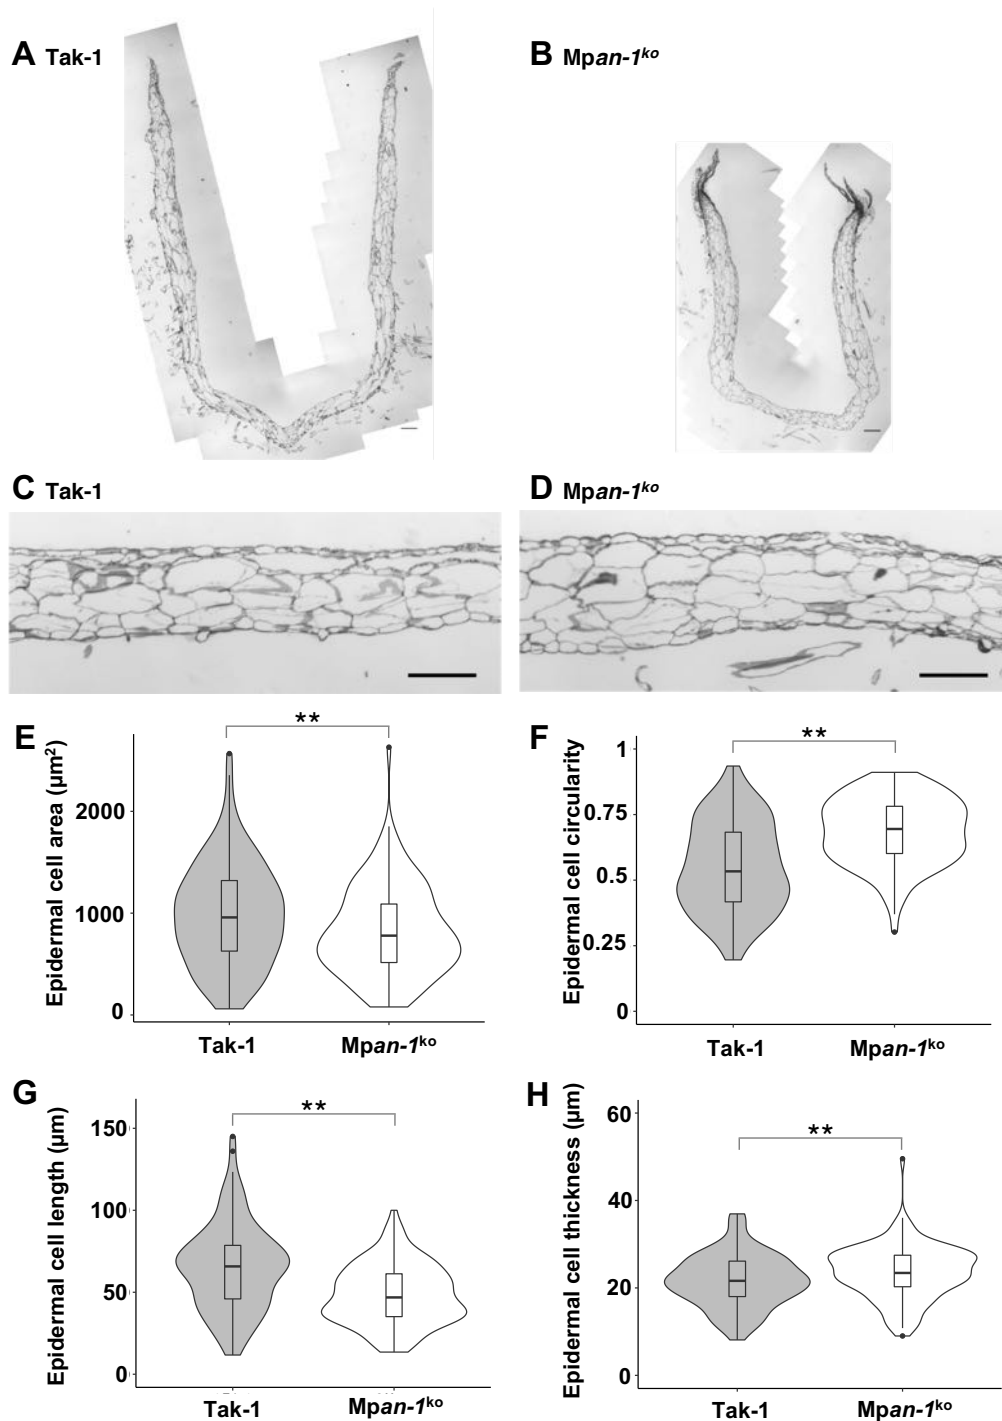 A Tak-1
B Mpan-1ᵏᵒ
C Tak-1
D Mpan-1ᵏᵒ
E
Epidermal cell area (µm²)
2000
1000
0
**
Tak-1
Mpan-1ᵏᵒ
F
Epidermal cell circularity
1
0.75
0.5
0.25
0
**
Tak-1
Mpan-1ᵏᵒ
G
Epidermal cell length (µm)
150
100
50
0
**
Tak-1
Mpan-1ᵏᵒ
H
Epidermal cell thickness (µm)
60
40
20
0
**
Tak-1
Mpan-1ᵏᵒ